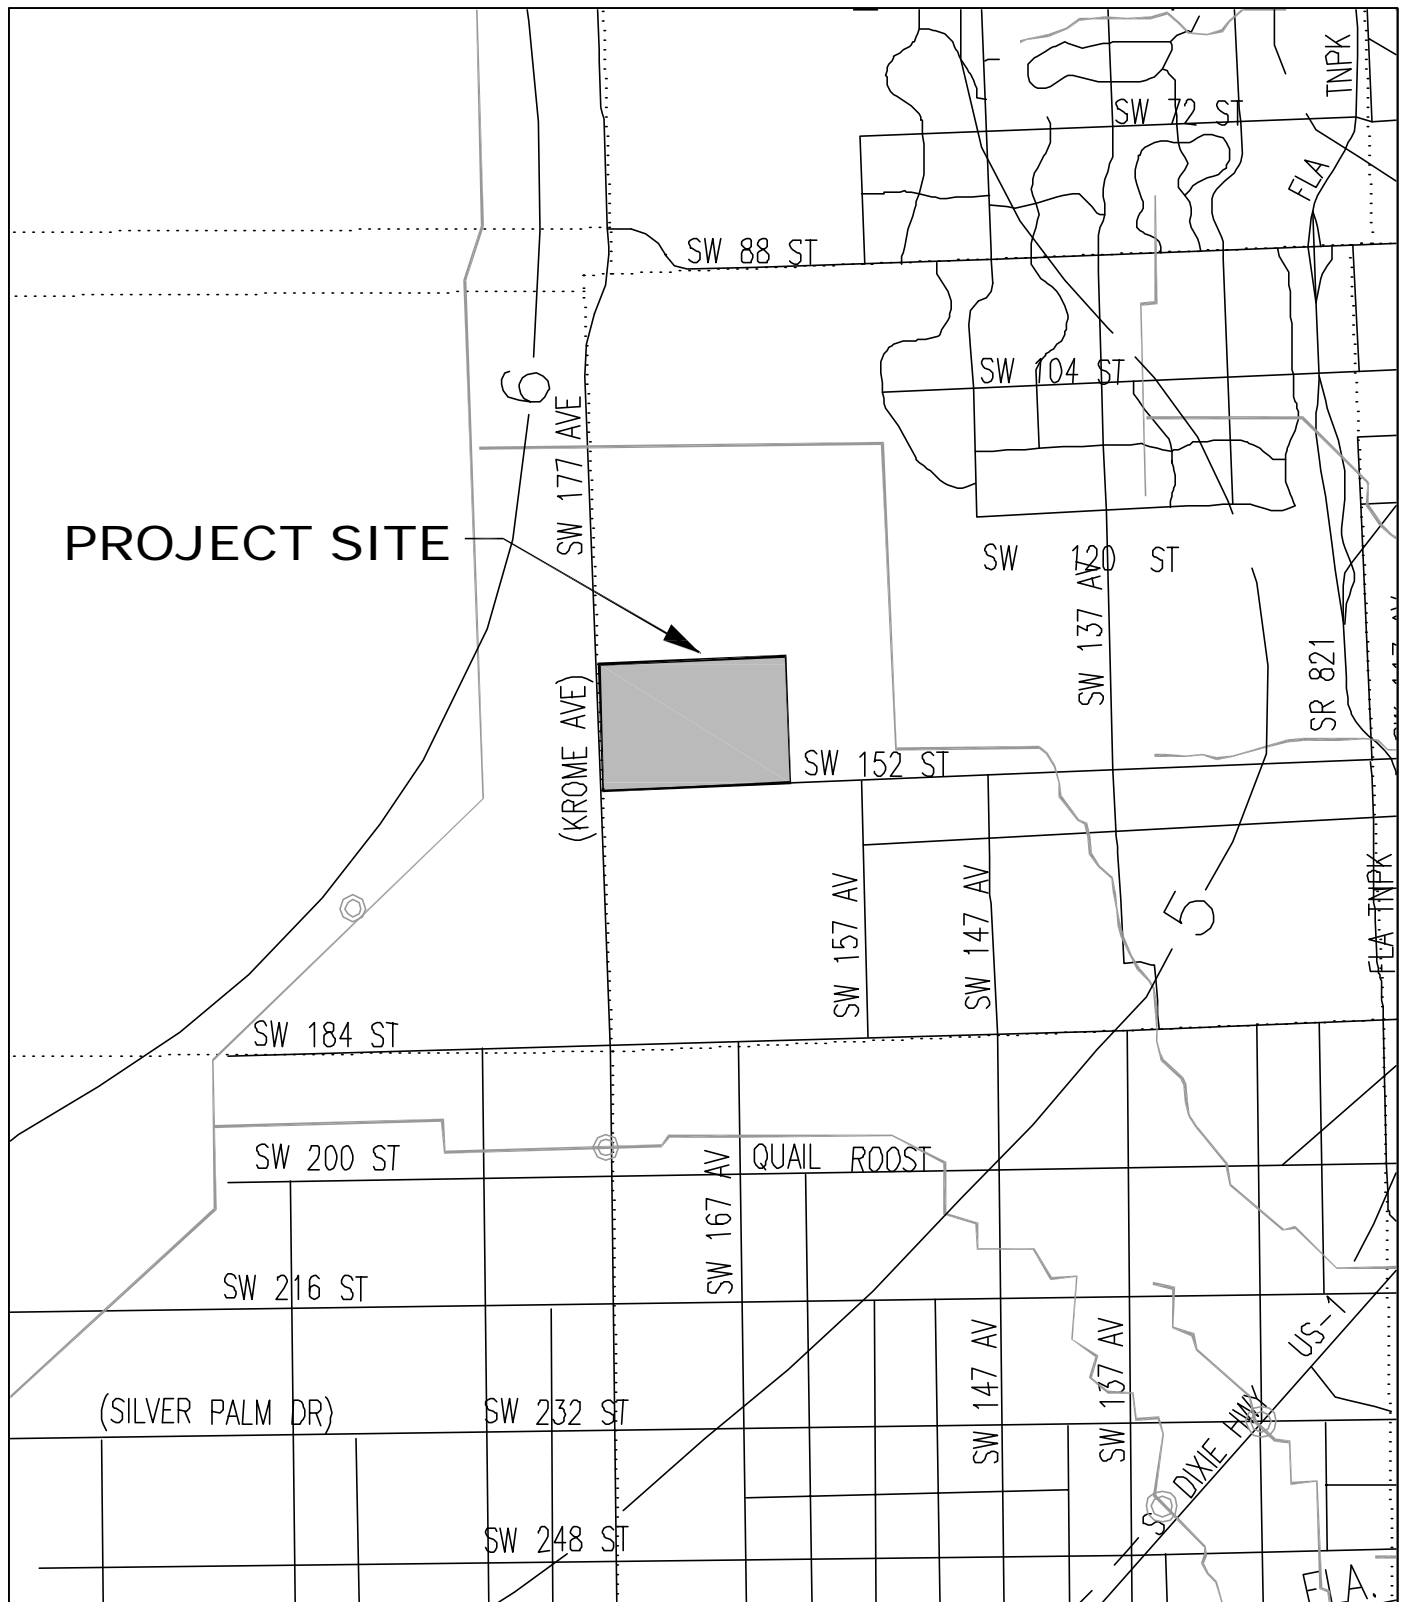 TNPK
SW 72 ST
FLA
SW 88 ST
SW 104 ST
6
SW 177 AVE
PROJECT SITE
SW 120 ST
SW 137 AV
SR 821
(KROME AVE)
SW 152 ST
SW 157 AV
SW 147 AV
5
FLA TNPK
SW 184 ST
SW 200 ST
SW 167 AV
QUAIL ROOST
SW 216 ST
US-1
SW 147 AV
SW 137 AV
(SILVER PALM DR)
SW 232 ST
S DIXIE HWY
SW 248 ST
FLA.